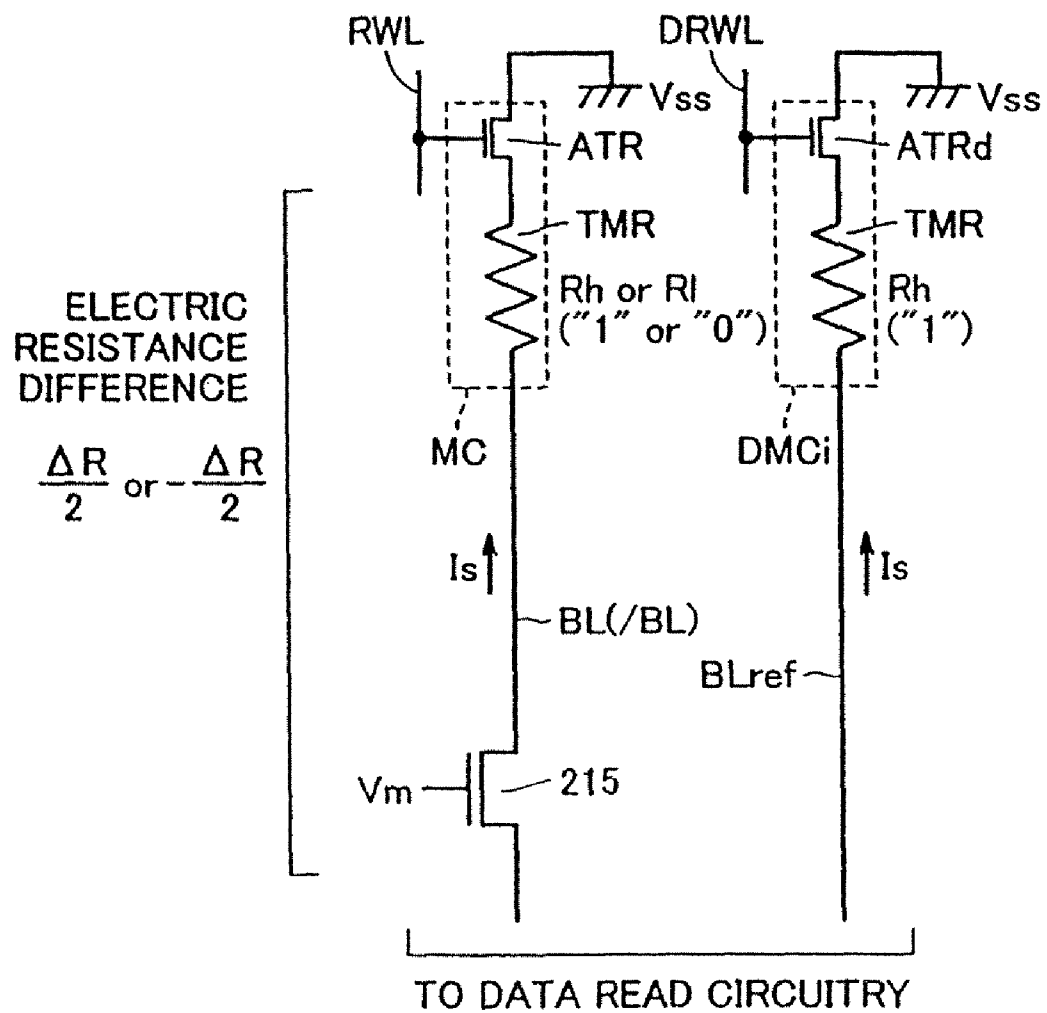 RWL
DRWL
Vss
Vss
ATR
ATRd
TMR
TMR
Rh or Rl
("1" or "0")
Rh
("1")
ELECTRIC
RESISTANCE
DIFFERENCE
ΔR/2 or -ΔR/2
MC
DMCi
Is
Is
BL(/BL)
BLref
Vm
215
TO DATA READ CIRCUITRY